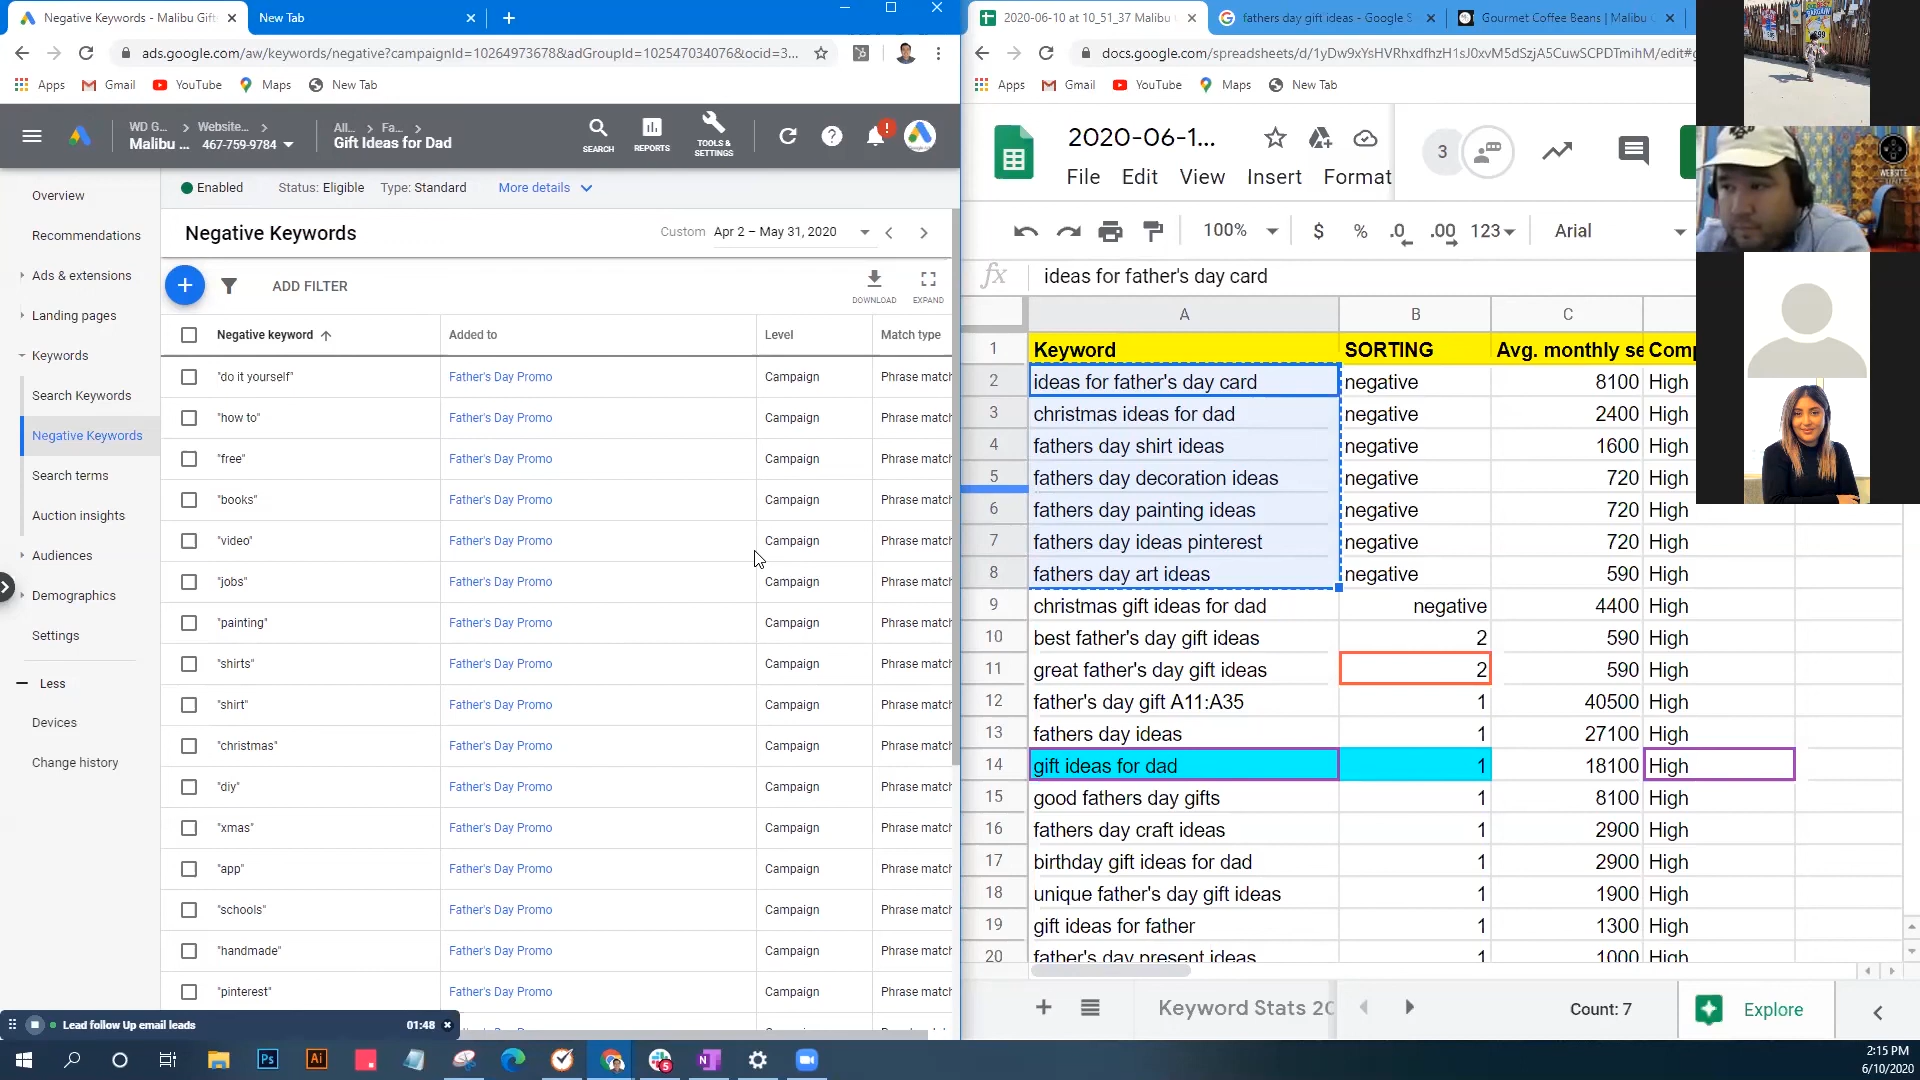 Negative Keywords - Malibu Gift
New Tab
ads.google.com/aw/keywords/negative?campaignId=10264973678&adGroupId=102547034076&ocid=3...
Apps
Gmail
YouTube
Maps
New Tab
WD G...
Website...
Malibu ...
467-759-9784
All...
Fa...
Gift Ideas for Dad
SEARCH
REPORTS
TOOLS & SETTINGS
Overview
Recommendations
Ads & extensions
Landing pages
Keywords
Search Keywords
Negative Keywords
Search terms
Auction insights
Audiences
Demographics
Settings
Less
Devices
Change history
Enabled
Status: Eligible
Type: Standard
More details
Negative Keywords
Custom
Apr 2 – May 31, 2020
ADD FILTER
DOWNLOAD
EXPAND
Negative keyword
Added to
Level
Match type
"do it yourself" Father's Day Promo Campaign Phrase match
"how to" Father's Day Promo Campaign Phrase match
"free" Father's Day Promo Campaign Phrase match
"books" Father's Day Promo Campaign Phrase match
"video" Father's Day Promo Campaign Phrase match
"jobs" Father's Day Promo Campaign Phrase match
"painting" Father's Day Promo Campaign Phrase match
"shirts" Father's Day Promo Campaign Phrase match
"shirt" Father's Day Promo Campaign Phrase match
"christmas" Father's Day Promo Campaign Phrase match
"diy" Father's Day Promo Campaign Phrase match
"xmas" Father's Day Promo Campaign Phrase match
"app" Father's Day Promo Campaign Phrase match
"schools" Father's Day Promo Campaign Phrase match
"handmade" Father's Day Promo Campaign Phrase match
"pinterest" Father's Day Promo Campaign Phrase match
Lead follow Up email leads
01:48
2020-06-10 at 10_51_37 Malibu
fathers day gift ideas - Google S
Gourmet Coffee Beans | Malibu C
docs.google.com/spreadsheets/d/1yDw9xYsHVRhxdfhzH1sJ0xvM5dSzjA5CuwSCPDTmihM/edit#
Apps
Gmail
YouTube
Maps
New Tab
2020-06-1...
File
Edit
View
Insert
Format
3
100%
$
%
.0
.00
123
Arial
fx
ideas for father's day card
A
B
C
1 Keyword SORTING Avg. monthly se Comp
2 ideas for father's day card negative 8100 High
3 christmas ideas for dad negative 2400 High
4 fathers day shirt ideas negative 1600 High
5 fathers day decoration ideas negative 720 High
6 fathers day painting ideas negative 720 High
7 fathers day ideas pinterest negative 720 High
8 fathers day art ideas negative 590 High
9 christmas gift ideas for dad negative 4400 High
10 best father's day gift ideas 2 590 High
11 great father's day gift ideas 2 590 High
12 father's day gift A11:A35 1 40500 High
13 fathers day ideas 1 27100 High
14 gift ideas for dad 1 18100 High
15 good fathers day gifts 1 8100 High
16 fathers day craft ideas 1 2900 High
17 birthday gift ideas for dad 1 2900 High
18 unique father's day gift ideas 1 1900 High
19 gift ideas for father 1 1300 High
20 father's day present ideas 1 1000 High
Keyword Stats 20
Count: 7
Explore
2:15 PM
6/10/2020